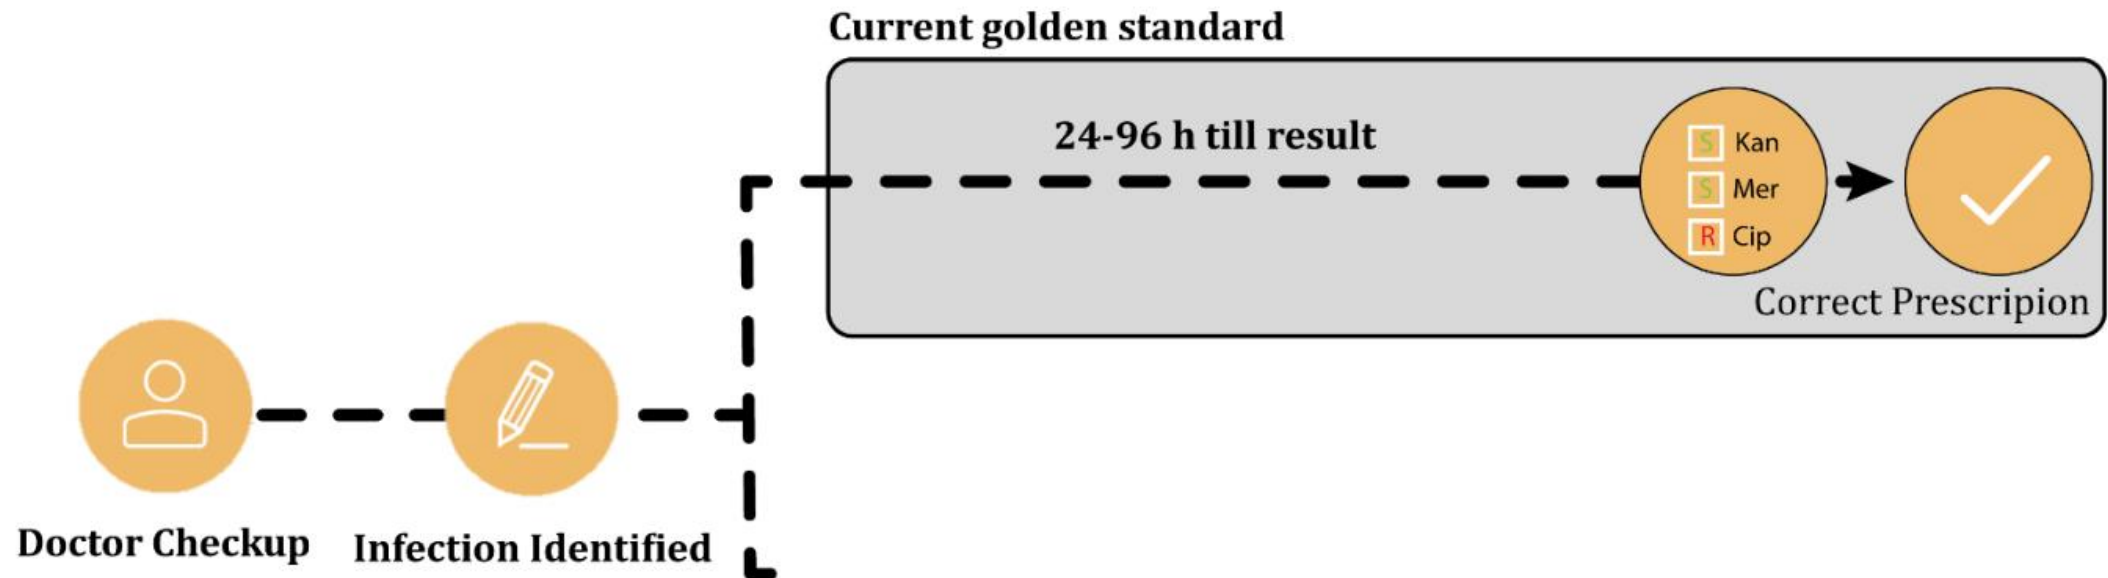 Current golden standard
24-96 h till result
S Kan
S Mer
R Cip
Correct Prescripion
Doctor Checkup
Infection Identified